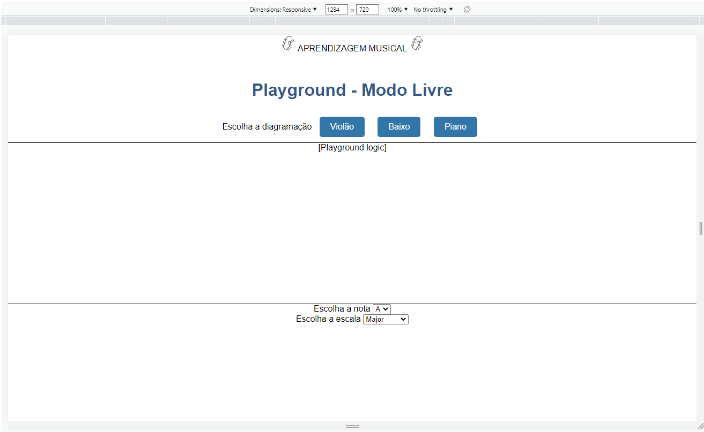 Dimensions: Responsive ▼ 1284 × 720 100% ▼ No throttling ▼
APRENDIZAGEM MUSICAL
Playground - Modo Livre
Escolha a diagramação Violão Baixo Piano
[Playground logic]
Escolha a nota A
Escolha a escala Major